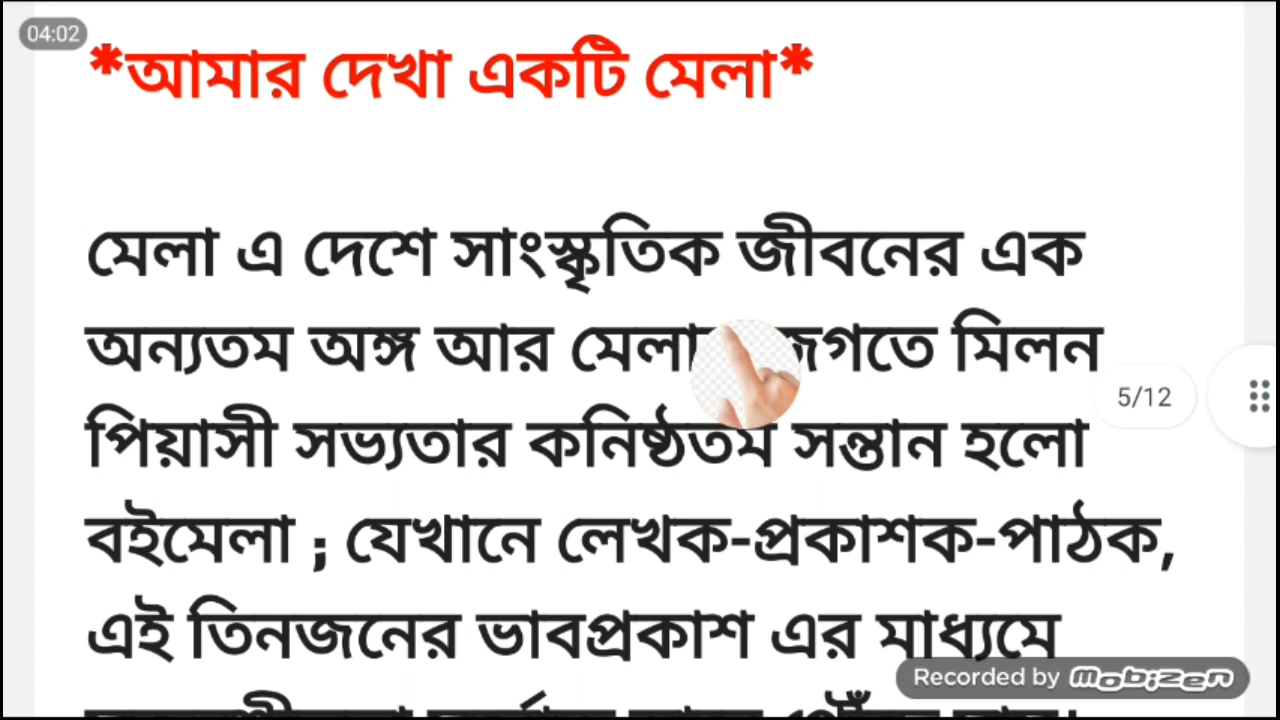 04:02
*আমার দেখা একটি মেলা*
মেলা এ দেশে সাংস্কৃতিক জীবনের এক
অন্যতম অঙ্গ আর মেলা জগতে মিলন
5/12
পিয়াসী সভ্যতার কনিষ্ঠতম সন্তান হলো
বইমেলা ; যেখানে লেখক-প্রকাশক-পাঠক,
এই তিনজনের ভাবপ্রকাশ এর মাধ্যমে
Recorded by Mobizen